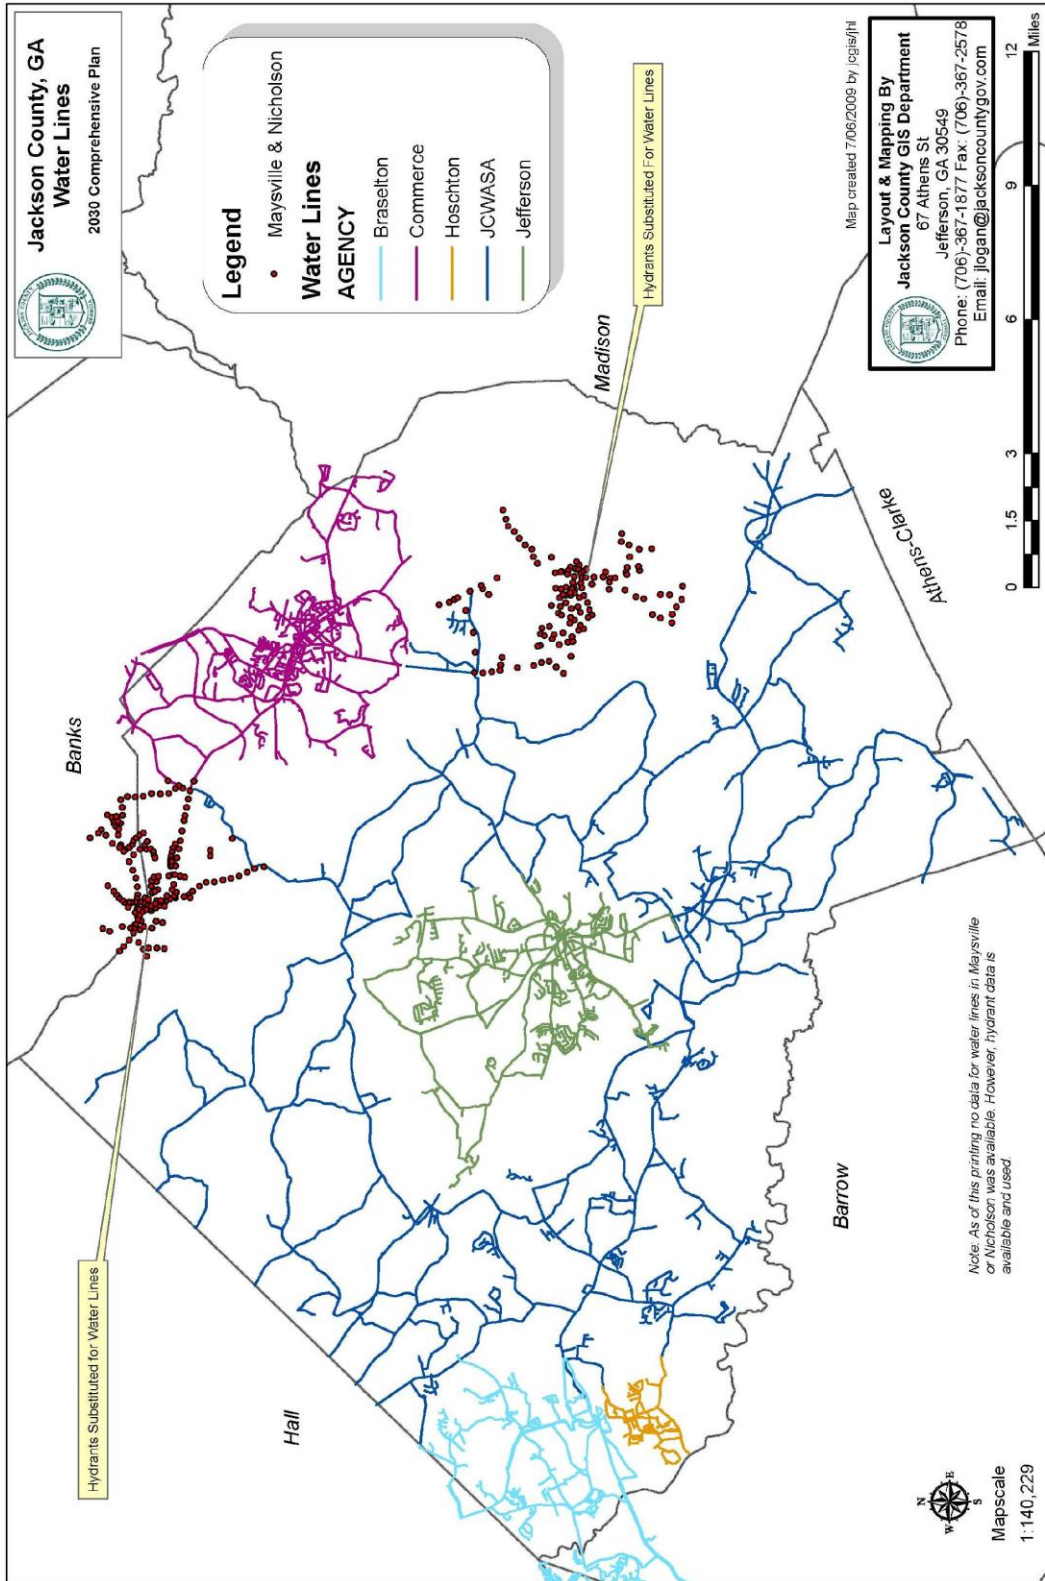 Jackson County, GA
Water Lines
2030 Comprehensive Plan
Legend
Maysville & Nicholson
Water Lines
AGENCY
Braselton
Commerce
Hoschton
JCWASA
Jefferson
Hydrants Substituted for Water Lines
Hydrants Substituted For Water Lines
Banks
Hall
Madison
Barrow
Athens-Clarke
Map created 7/06/2009 by jcgis/jhl
Layout & Mapping By
Jackson County GIS Department
67 Athens St
Jefferson, GA 30549
Phone: (706)-367-1877 Fax: (706)-367-2578
Email: jlogan@jacksoncountygov.com
Note: As of this printing no data for water lines in Maysville
or Nicholson was available. However, hydrant data is
available and used.
N
W E
S
Mapscale
1:140,229
0 1.5 3 6 9 12
Miles